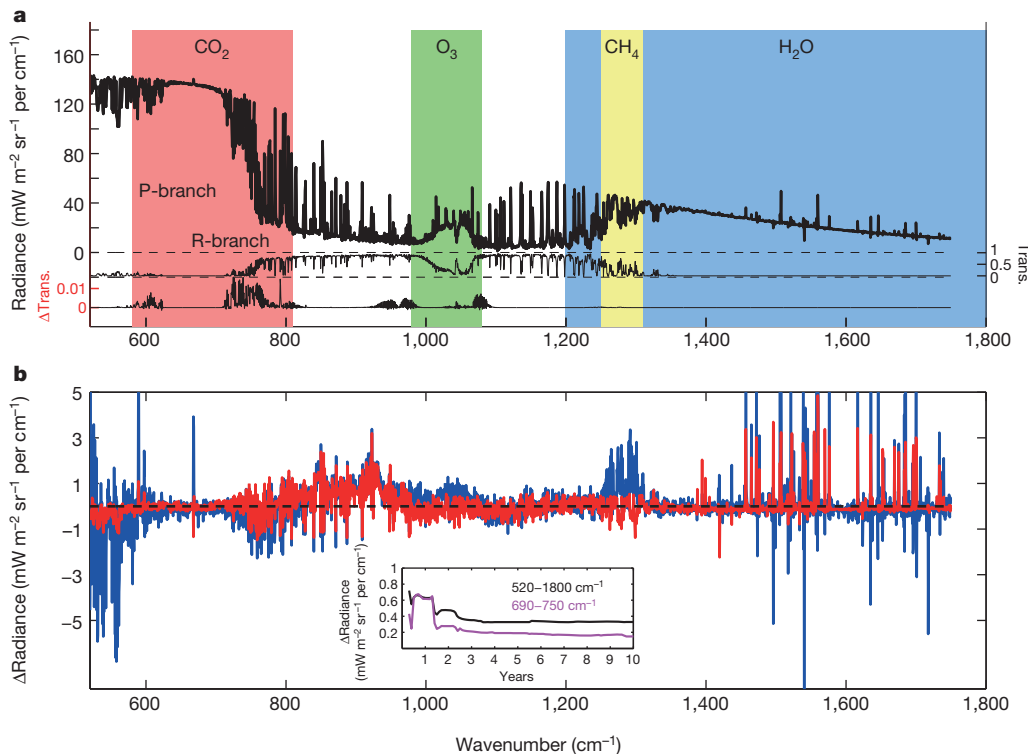 a
CO2 O3 CH4 H2O
160
120
80
40
0
Radiance (mW m−2 sr−1 per cm−1)
P-branch
R-branch
1
0.5
0
Trans.
0.01
0
ΔTrans.
600 800 1,000 1,200 1,400 1,600 1,800
b
5
3
1
−1
−3
−5
ΔRadiance (mW m−2 sr−1 per cm−1)
1
0.8
0.6
0.4
0.2
ΔRadiance
(mW m−2 sr−1 per cm−1)
520–1800 cm−1
690–750 cm−1
1 2 3 4 5 6 7 8 9 10
Years
600 800 1,000 1,200 1,400 1,600 1,800
Wavenumber (cm−1)